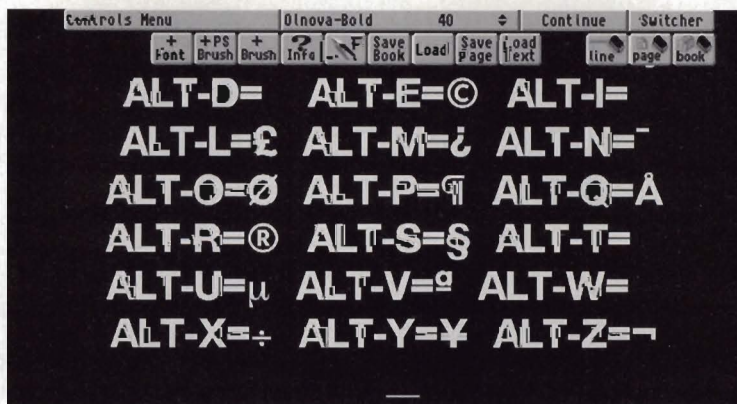 Controls Menu Olnova-Bold 40 Continue Switcher
+ Font +PS Brush + Brush ? Info F Save Book Load Save Page Load Text line page book
ALT-D= ALT-E=© ALT-I=
ALT-L=£ ALT-M=¿ ALT-N=¯
ALT-O=Ø ALT-P=¶ ALT-Q=Å
ALT-R=® ALT-S=§ ALT-T=
ALT-U=µ ALT-V=ª ALT-W=
ALT-X=÷ ALT-Y=¥ ALT-Z=¬